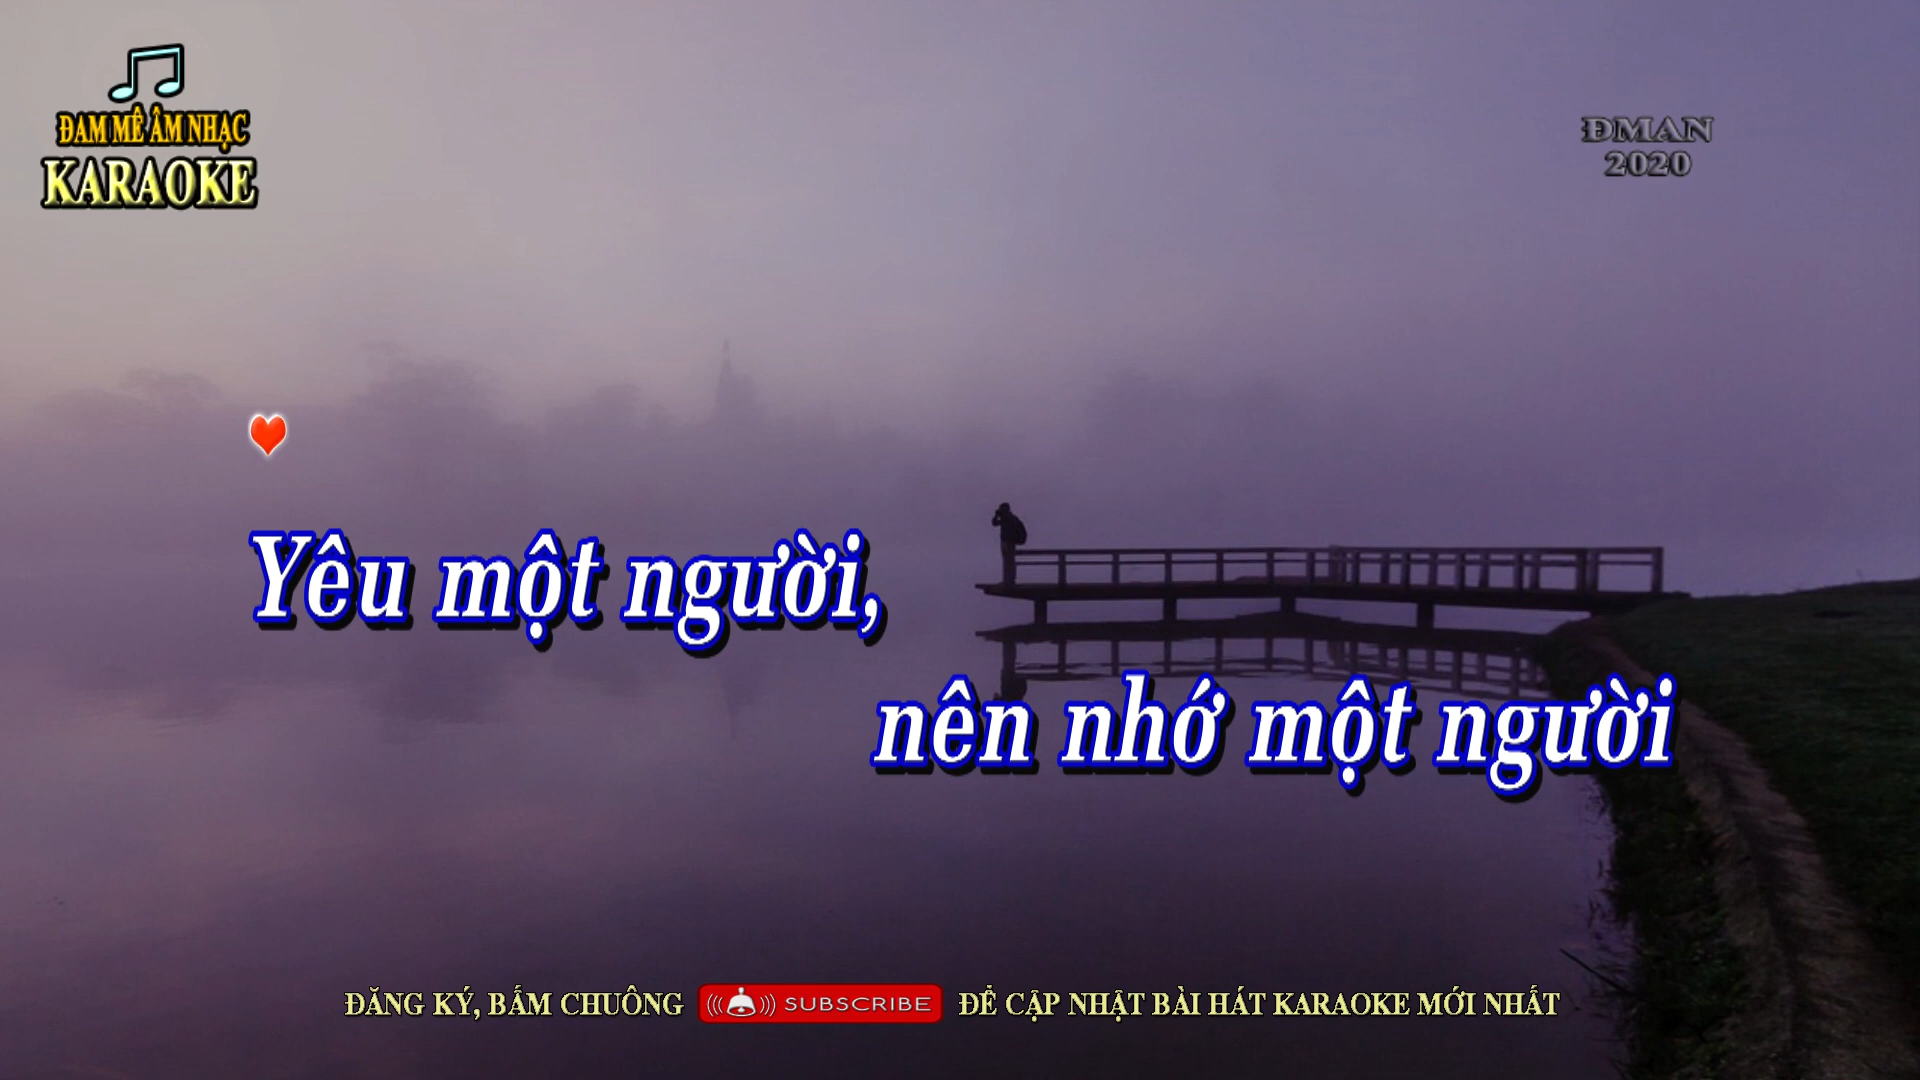 ĐAM MÊ ÂM NHẠC
KARAOKE
ĐMAN
2020
Yêu một người,
nên nhớ một người
ĐĂNG KÝ, BẤM CHUÔNG SUBSCRIBE ĐỂ CẬP NHẬT BÀI HÁT KARAOKE MỚI NHẤT